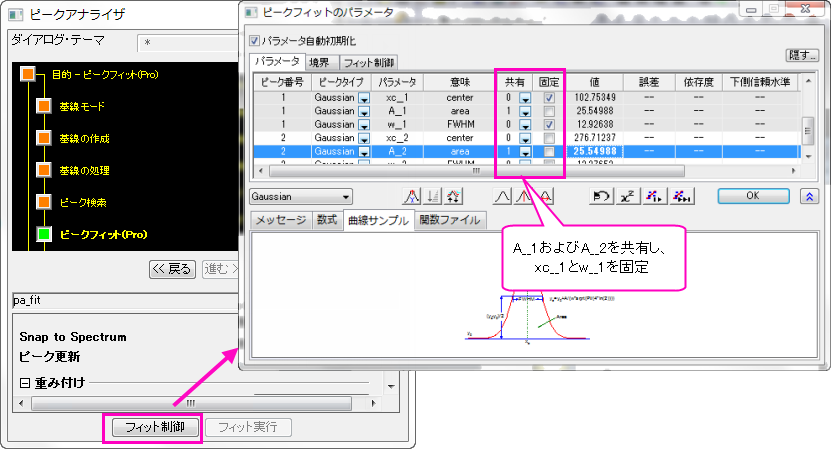 ピークアナライザ
ダイアログ・テーマ *
目的 - ピークフィット(Pro)
基線モード
基線の作成
基線の処理
ピーク検索
ピークフィット(Pro)
<< 戻る 進む >
pa_fit
Snap to Spectrum
ピーク更新
重み付け
フィット制御 フィット実行
ピークフィットのパラメータ
パラメータ自動初期化
隠す...
パラメータ 境界 フィット制御
ピーク番号 ピークタイプ パラメータ 意味 共有 固定 値 誤差 依存度 下側信頼水準
1 Gaussian xc_1 center 0 102.75349 -- -- --
1 Gaussian A_1 area 1 25.54988 -- -- --
1 Gaussian w_1 FWHM 0 12.92638 -- -- --
2 Gaussian xc_2 center 0 276.71237 -- -- --
2 Gaussian A_2 area 1 25.54988 -- -- --
Gaussian OK
メッセージ 数式 曲線サンプル 関数ファイル
A_1およびA_2を共有し、
xc_1とw_1を固定
Area